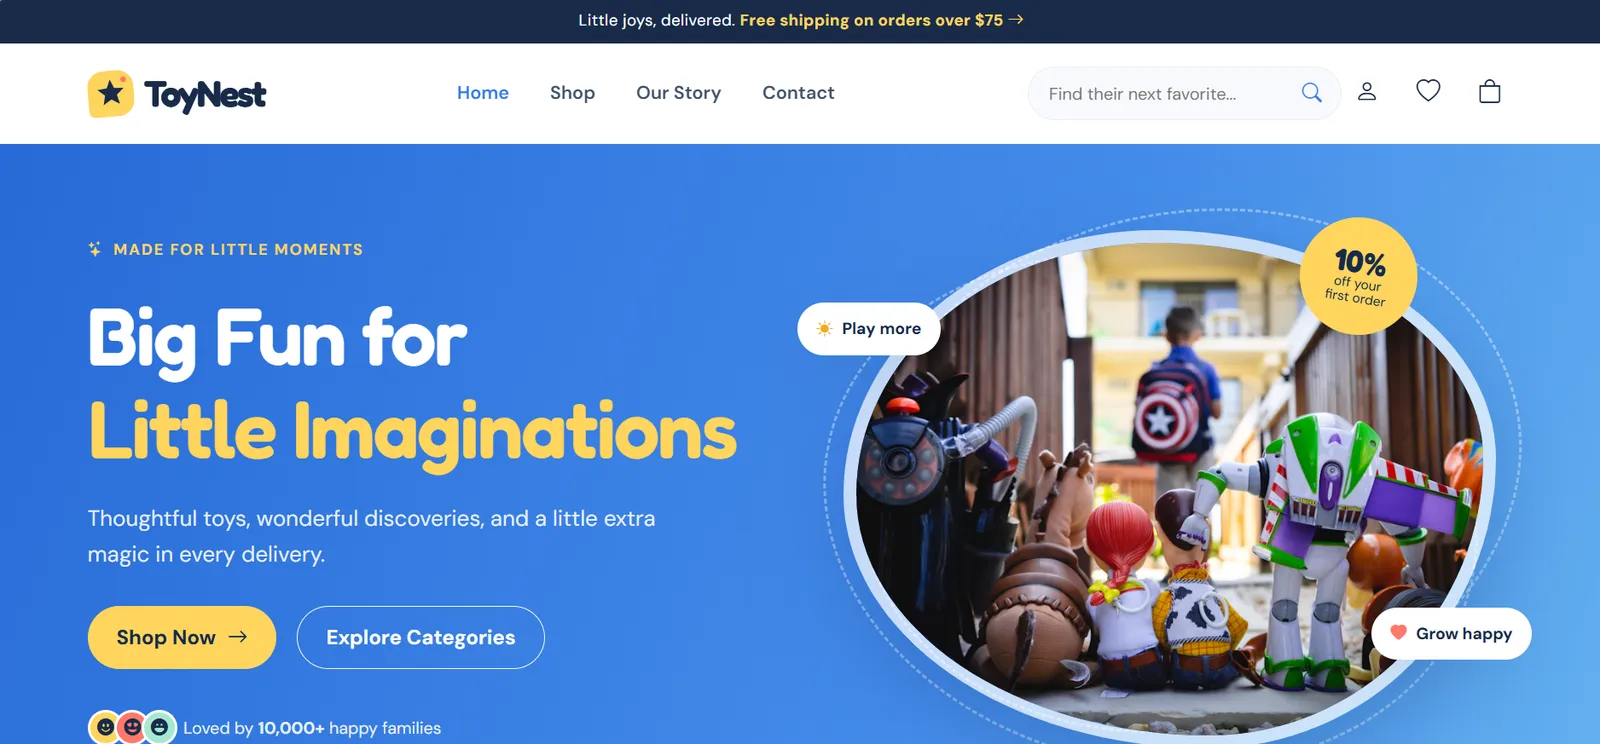 Little joys, delivered. Free shipping on orders over $75 →
ToyNest
Home
Shop
Our Story
Contact
Find their next favorite...
MADE FOR LITTLE MOMENTS
Big Fun for
Little Imaginations
Thoughtful toys, wonderful discoveries, and a little extra
magic in every delivery.
Shop Now →
Explore Categories
Loved by 10,000+ happy families
Play more
10%
off your
first order
Grow happy